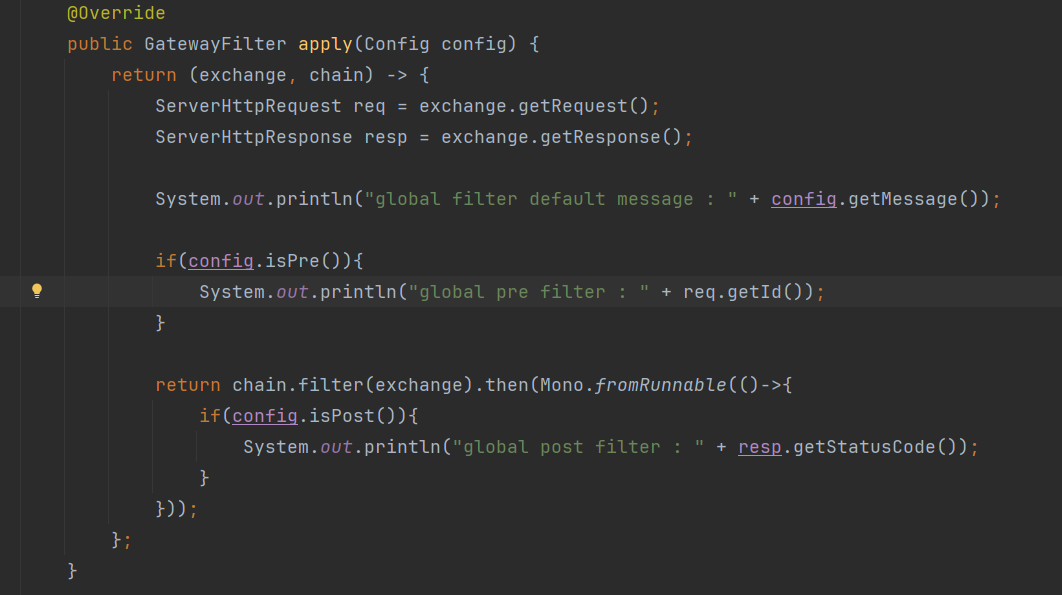 @Override
public GatewayFilter apply(Config config) {
return (exchange, chain) -> {
ServerHttpRequest req = exchange.getRequest();
ServerHttpResponse resp = exchange.getResponse();
System.out.println("global filter default message : " + config.getMessage());
if(config.isPre()){
System.out.println("global pre filter : " + req.getId());
}
return chain.filter(exchange).then(Mono.fromRunnable(()->{
if(config.isPost()){
System.out.println("global post filter : " + resp.getStatusCode());
}
}));
};
}